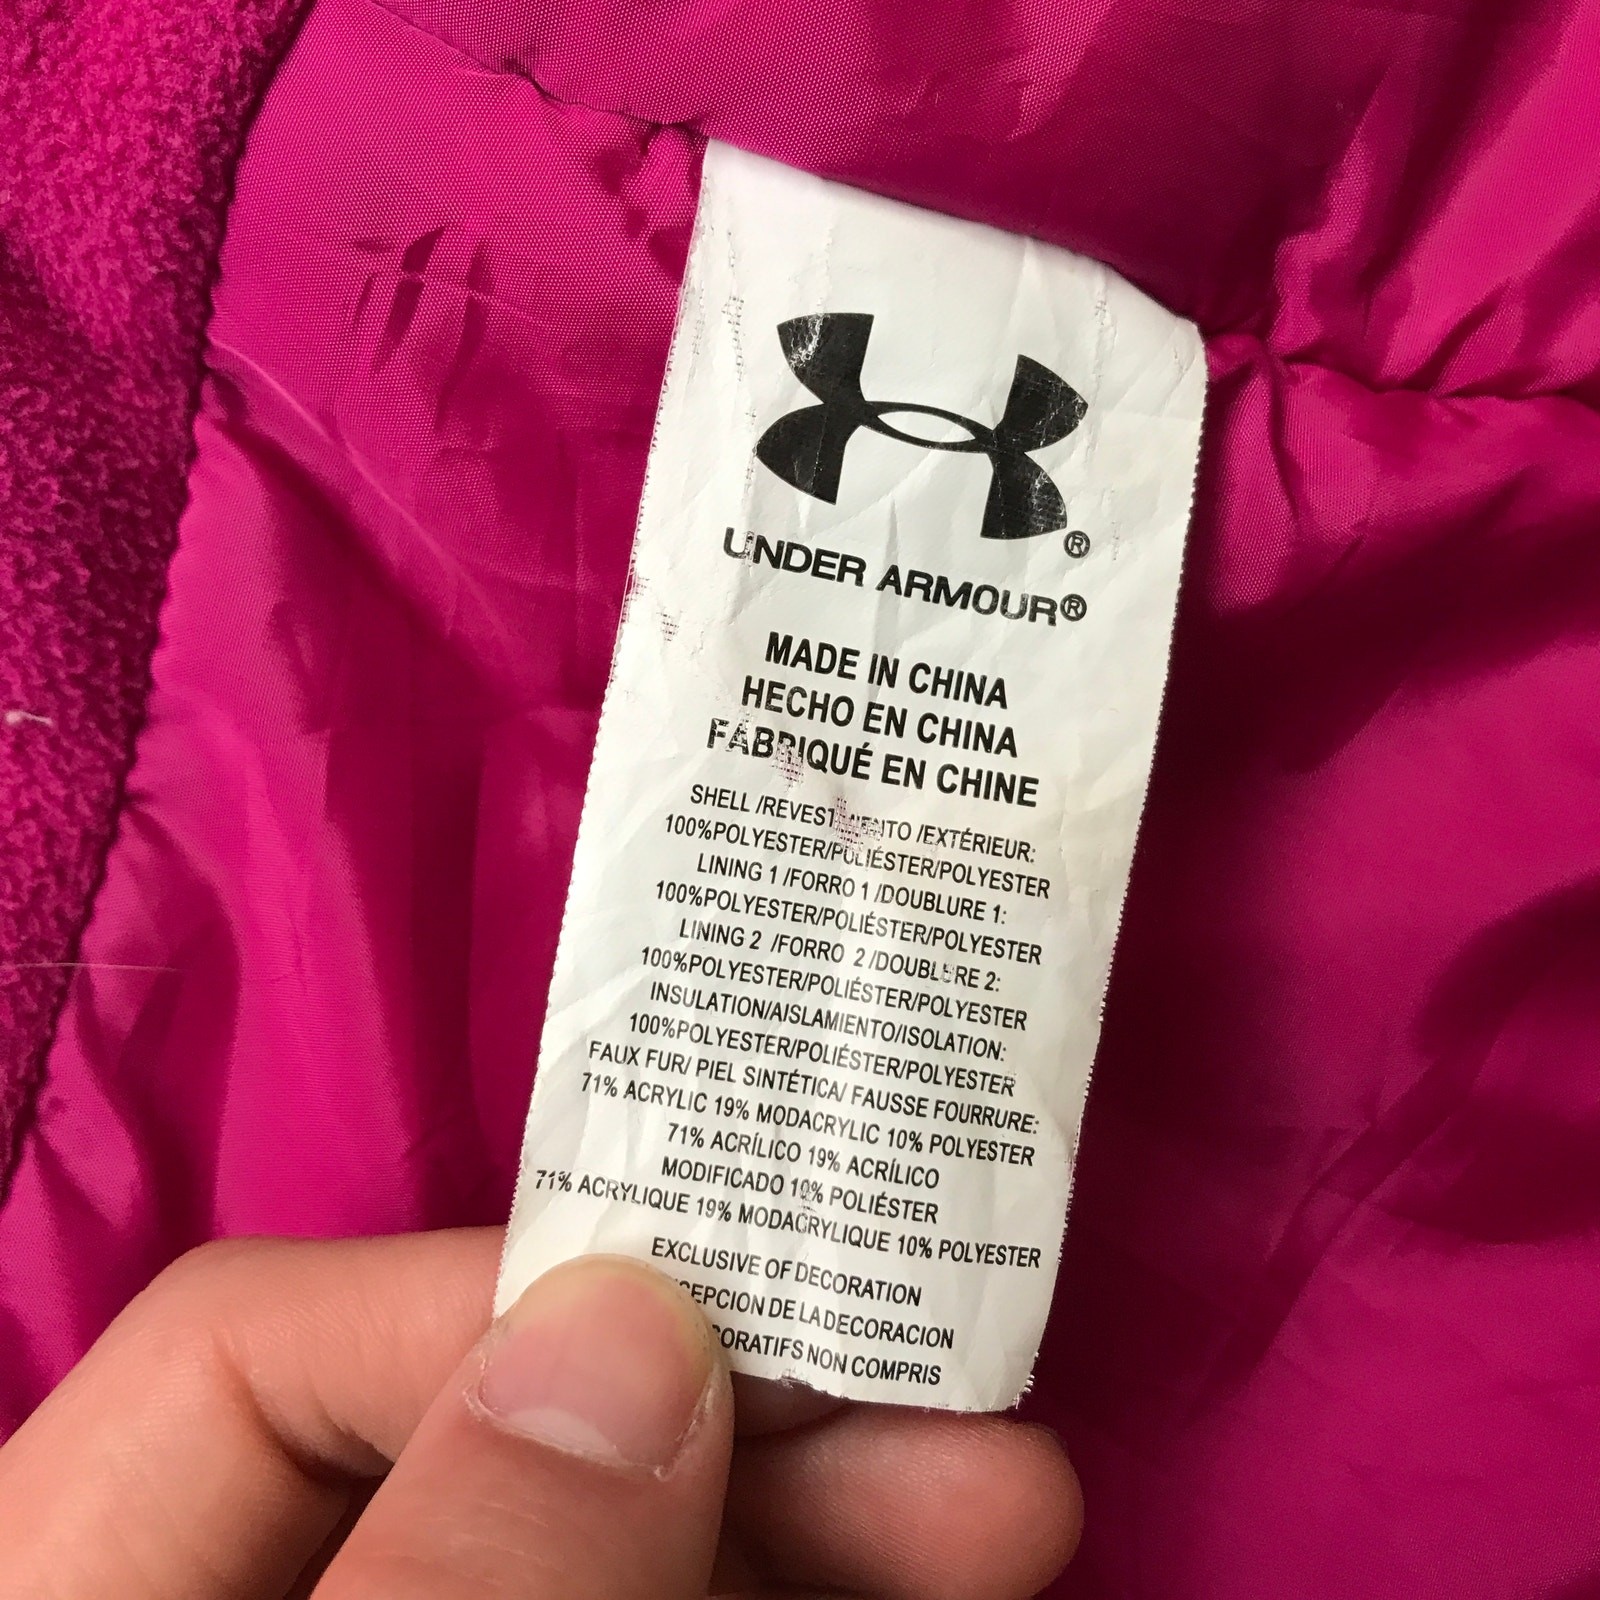 ®
UNDER ARMOUR®
MADE IN CHINA
HECHO EN CHINA
FABRIQUÉ EN CHINE
SHELL /REVESTIMIENTO /EXTÉRIEUR:
100%POLYESTER/POLIÉSTER/POLYESTER
LINING 1 /FORRO 1 /DOUBLURE 1:
100%POLYESTER/POLIÉSTER/POLYESTER
LINING 2 /FORRO 2 /DOUBLURE 2:
100%POLYESTER/POLIÉSTER/POLYESTER
INSULATION/AISLAMIENTO/ISOLATION:
100%POLYESTER/POLIÉSTER/POLYESTER
FAUX FUR/ PIEL SINTÉTICA/ FAUSSE FOURRURE:
71% ACRYLIC 19% MODACRYLIC 10% POLYESTER
71% ACRÍLICO 19% ACRÍLICO
MODIFICADO 10% POLIÉSTER
71% ACRYLIQUE 19% MODACRYLIQUE 10% POLYESTER
EXCLUSIVE OF DECORATION
DE LA DECORACION
NON COMPRIS